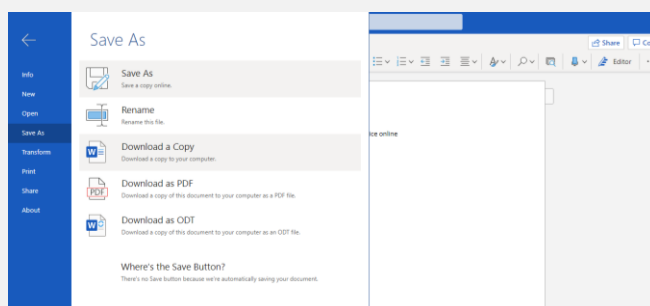 Save As
Info
New
Open
Save As
Transform
Print
Share
About
Save As
Save a copy online.
Rename
Rename this file.
Download a Copy
Download a copy to your computer.
PDF
Download as PDF
Download a copy of this document to your computer as a PDF file.
Download as ODT
Download a copy of this document to your computer as an ODT file.
Where's the Save Button?
There's no Save button because we're automatically saving your document.
Share
Co
Editor
ice online